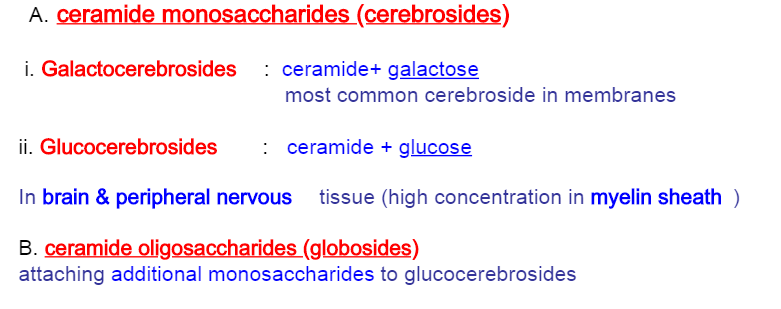 A. ceramide monosaccharides (cerebrosides)
i. Galactocerebrosides : ceramide+ galactose
most common cerebroside in membranes
ii. Glucocerebrosides : ceramide + glucose
In brain & peripheral nervous tissue (high concentration in myelin sheath )
B. ceramide oligosaccharides (globosides)
attaching additional monosaccharides to glucocerebrosides